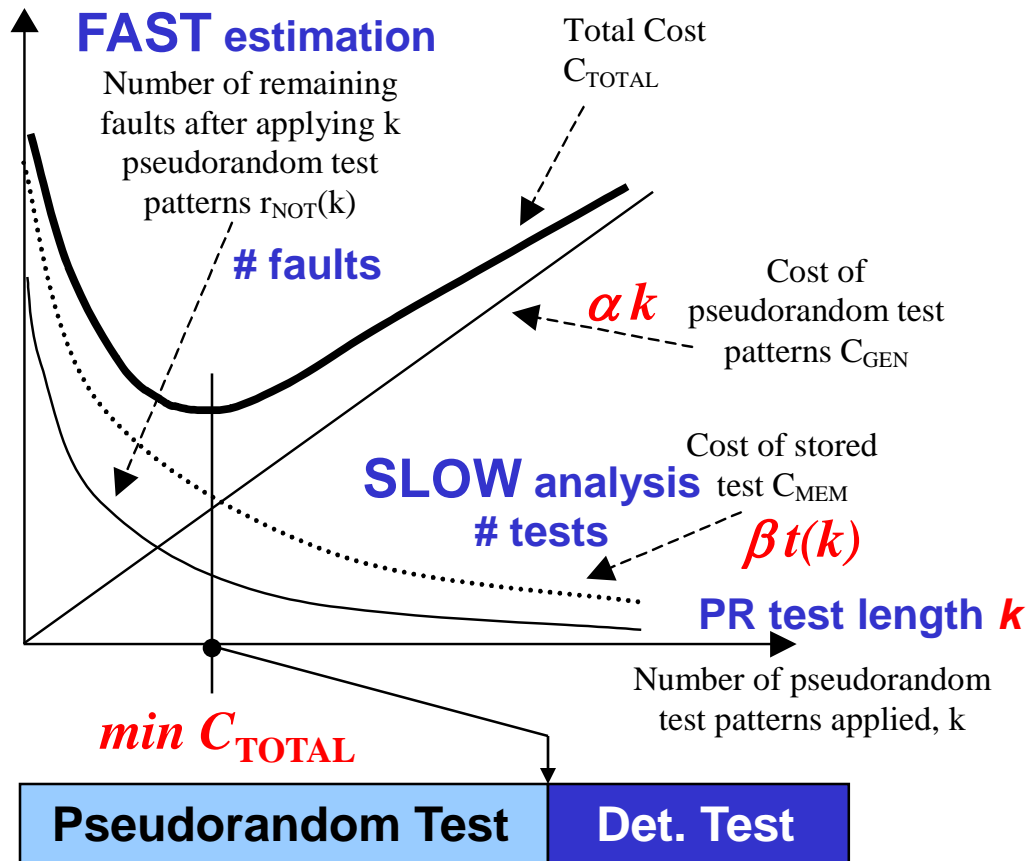 FAST estimation
Number of remaining
faults after applying k
pseudorandom test
patterns rNOT(k)
# faults
Total Cost
CTOTAL
α k
Cost of
pseudorandom test
patterns CGEN
SLOW analysis
# tests
Cost of stored
test CMEM
β t(k)
PR test length k
Number of pseudorandom
test patterns applied, k
min CTOTAL
Pseudorandom Test
Det. Test